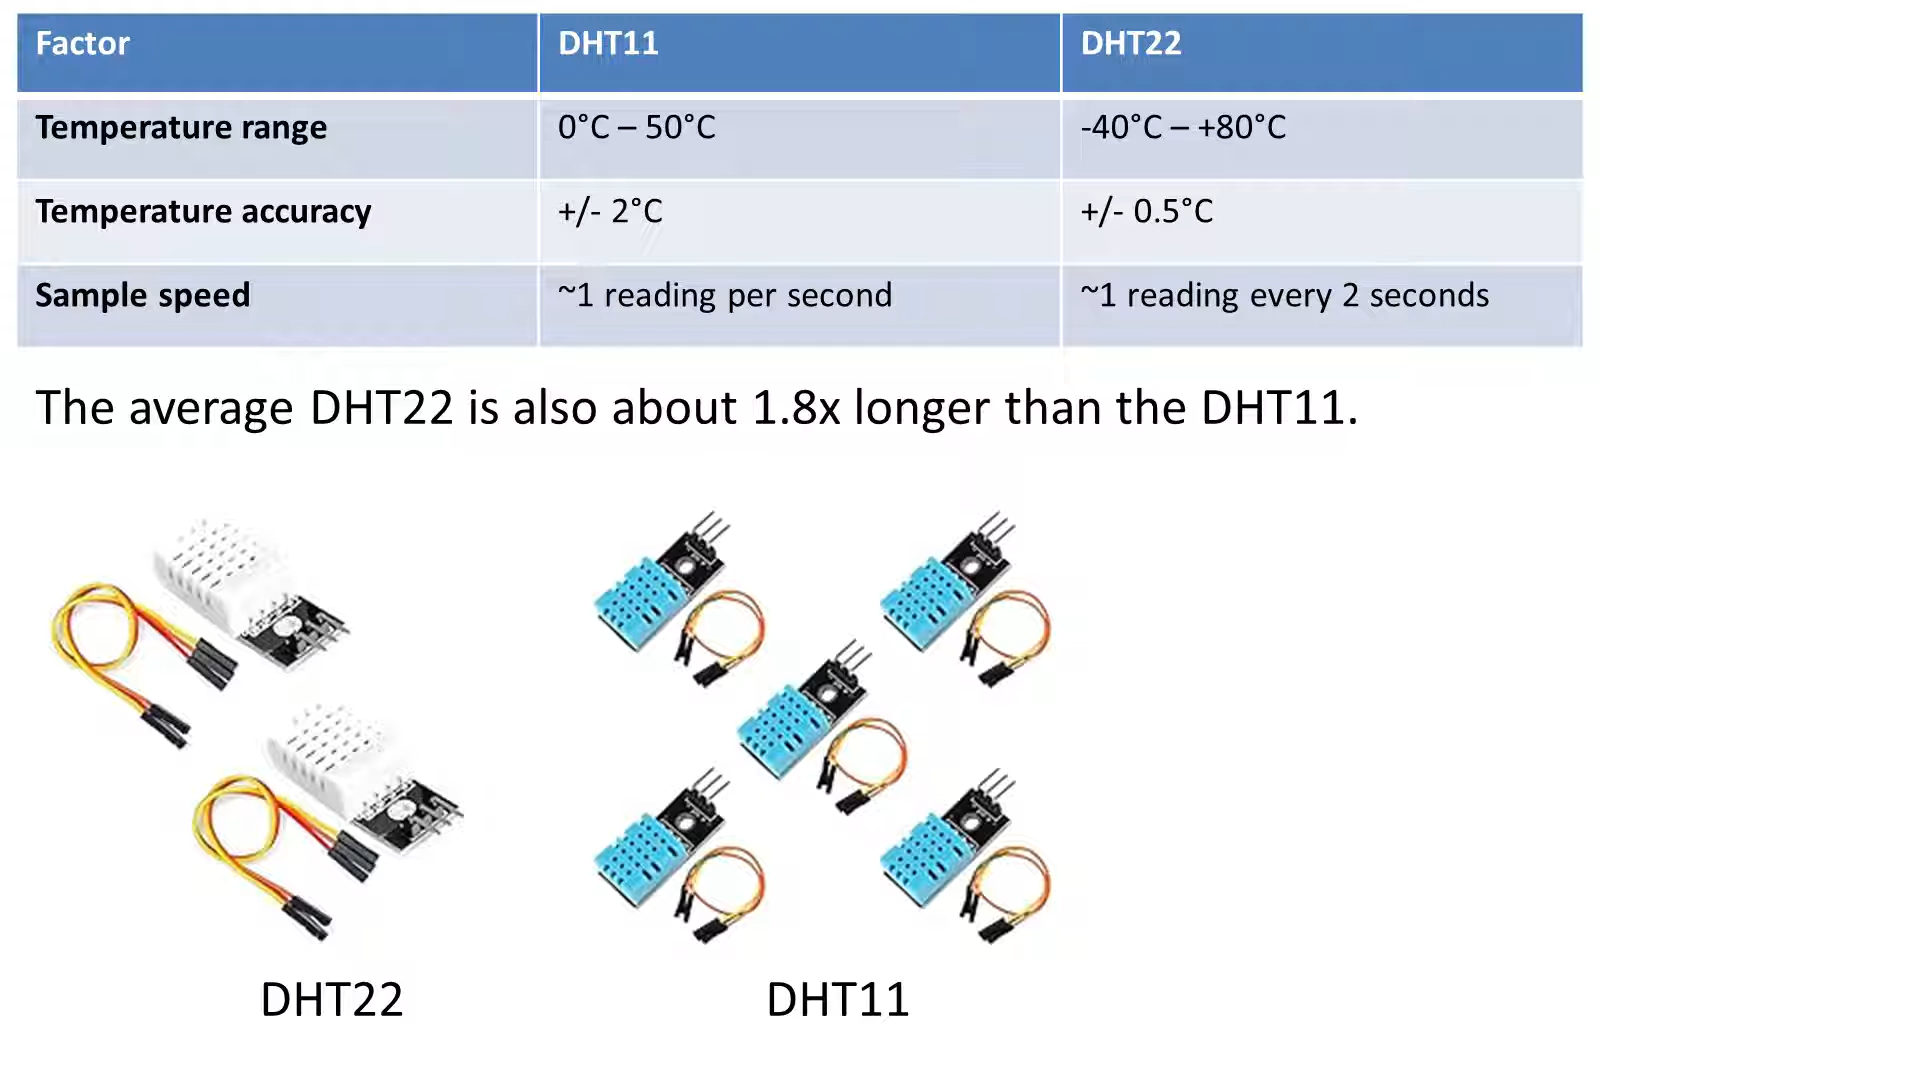 Factor DHT11 DHT22
Temperature range 0°C – 50°C -40°C – +80°C
Temperature accuracy +/- 2°C +/- 0.5°C
Sample speed ~1 reading per second ~1 reading every 2 seconds
The average DHT22 is also about 1.8x longer than the DHT11.
DHT22 DHT11